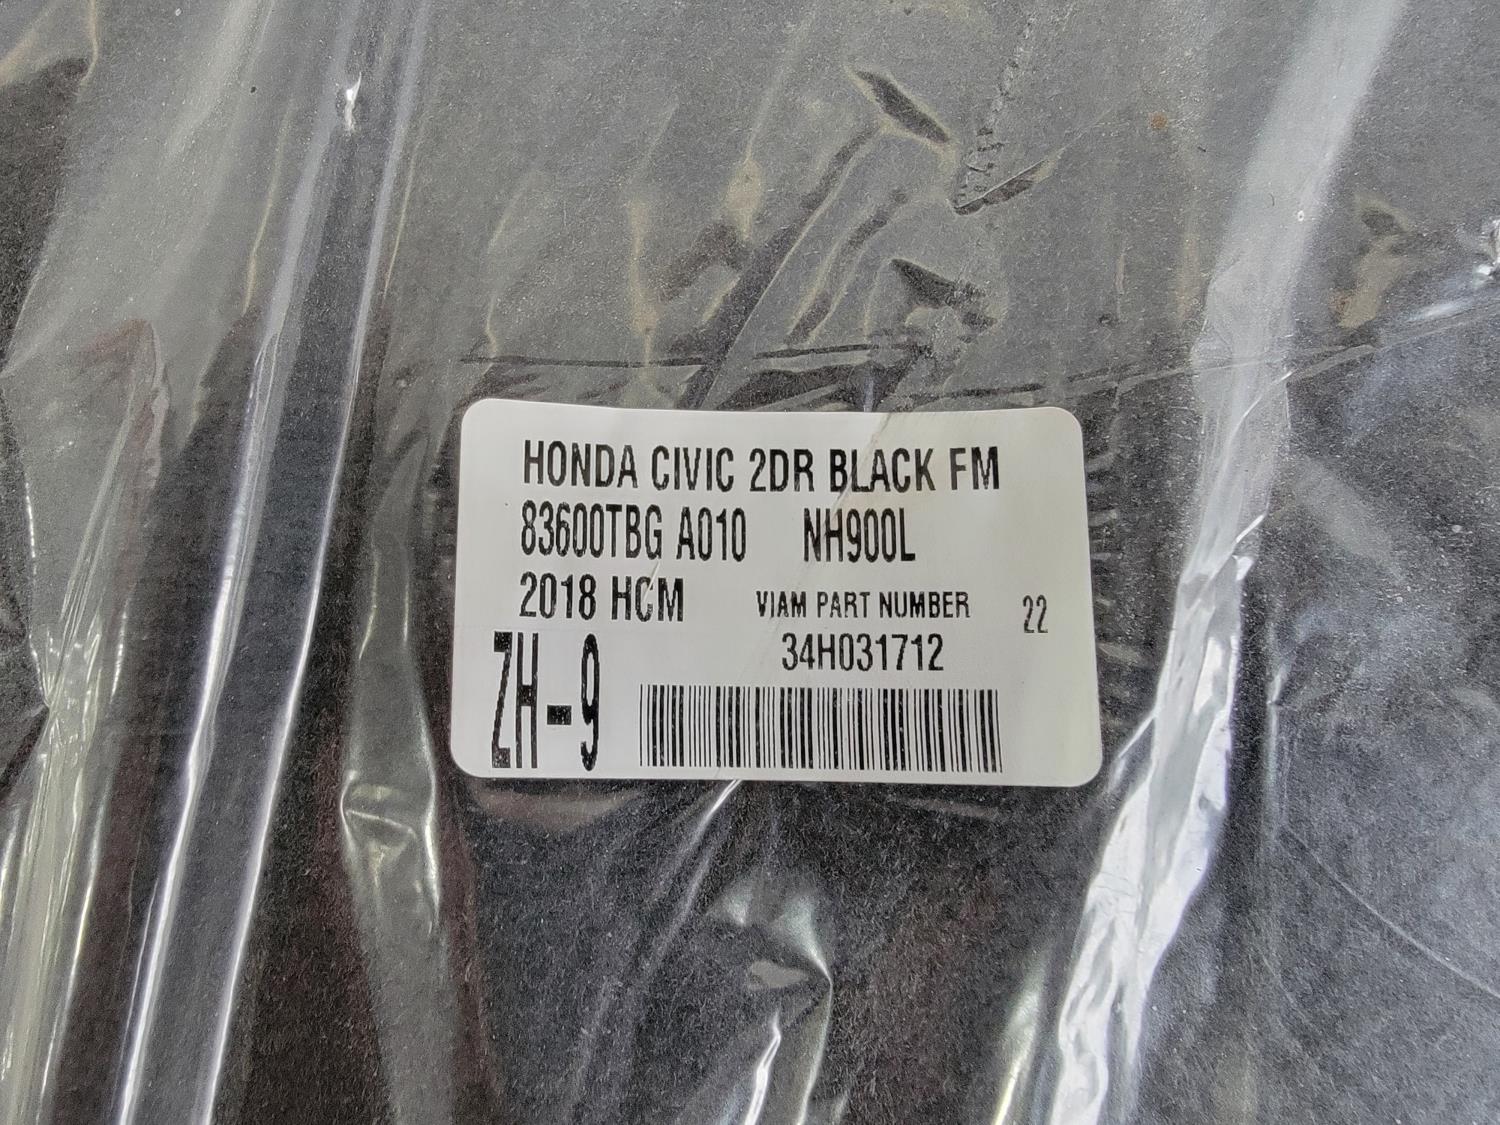 HONDA CIVIC 2DR BLACK FM
83600TBG A010 NH900L
2018 HCM VIAM PART NUMBER 22
34H031712
ZH-9